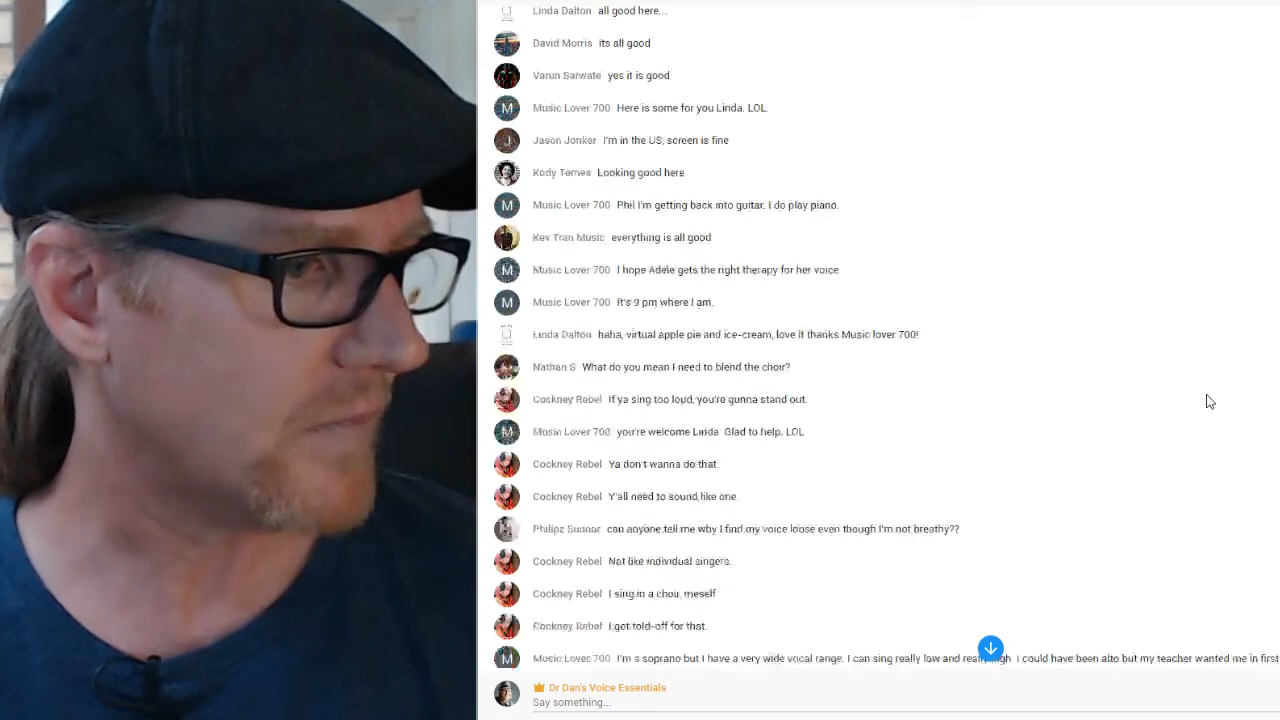 Linda Dalton all good here...
David Morris its all good
Varun Sarwate yes it is good
M Music Lover 700 Here is some for you Linda. LOL.
J Jason Jonker I'm in the US, screen is fine
Kody Ternes Looking good here
M Music Lover 700 Phil I'm getting back into guitar. I do play piano.
Kev Tran Music everything is all good
M Music Lover 700 I hope Adele gets the right therapy for her voice.
M Music Lover 700 It's 9 pm where I am.
Linda Dalton haha, virtual Apple pie and ice-cream, love it thanks Music lover 700!
Nathan S What do you mean I need to blend the choir?
Cockney Rebel If ya sing too loud, you're gunna stand out.
M Music Lover 700 you're welcome Linda Glad to help. LOL
Cockney Rebel Ya don't wanna do that.
Cockney Rebel Y'all need to sound like one.
Philipz can anyone tell me why I find my voice loose even though I'm not breathy??
Cockney Rebel Not like individual singers.
Cockney Rebel I sing in a choir meself
Cockney Rebel I got told-off for that.
M Music Lover 700 I'm a soprano but I have a very wide vocal range. I can sing really low and really high I could have been alto but my teacher wanted me in first
Dr Dan's Voice Essentials
Say something...